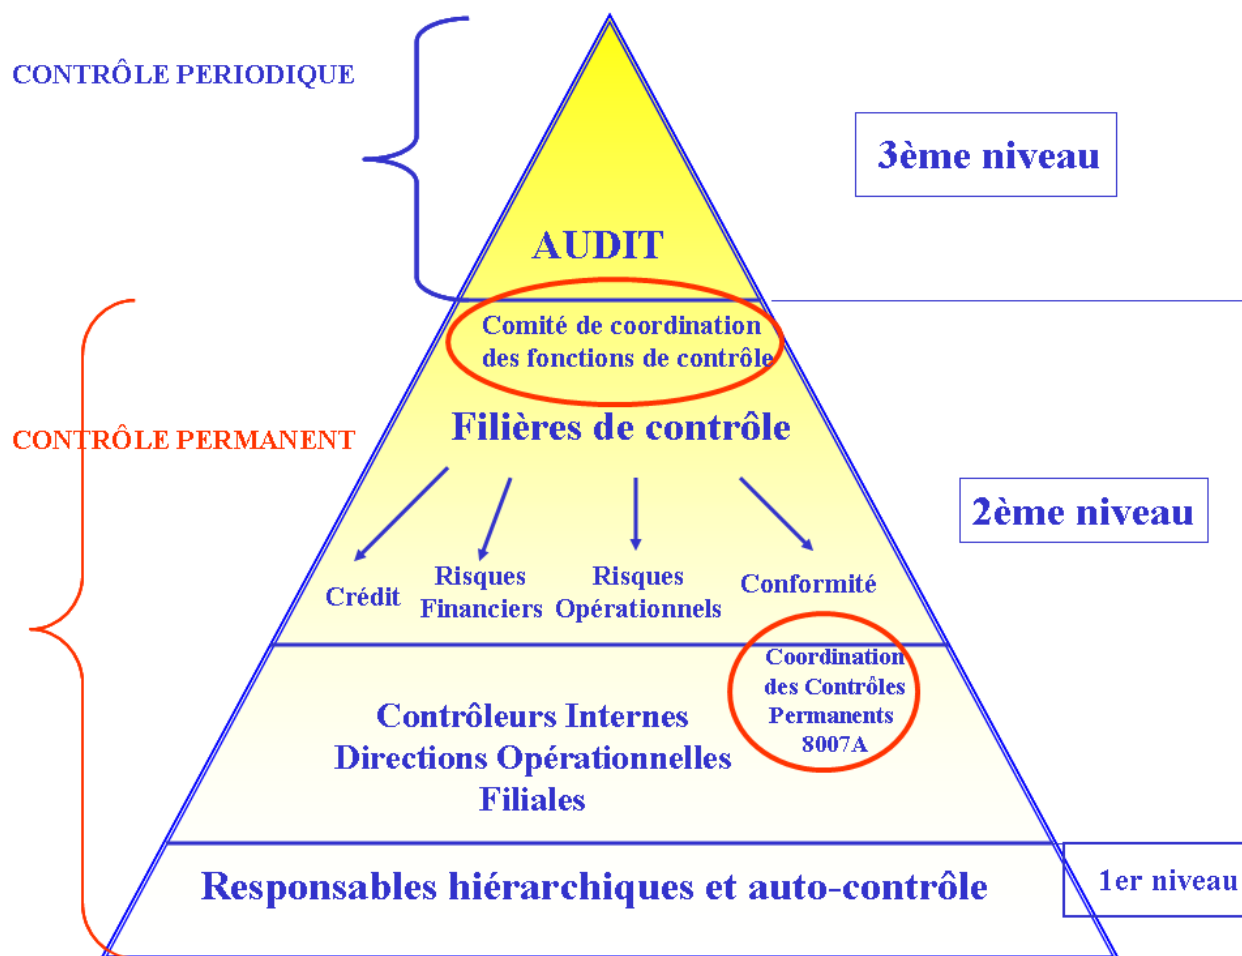 CONTRÔLE PERIODIQUE
3ème niveau
AUDIT
Comité de coordination
des fonctions de contrôle
Filières de contrôle
CONTRÔLE PERMANENT
2ème niveau
Crédit
Risques
Financiers
Risques
Opérationnels
Conformité
Coordination
des Contrôles
Permanents
8007A
Contrôleurs Internes
Directions Opérationnelles
Filiales
Responsables hiérarchiques et auto-contrôle
1er niveau